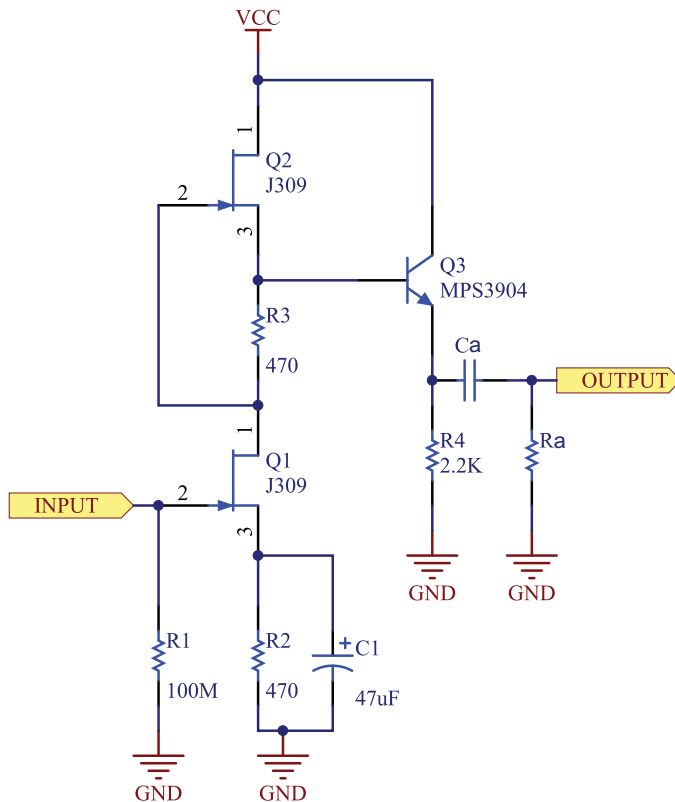 VCC
1
Q2
J309
2
3
Q3
MPS3904
R3
470
Ca
OUTPUT
1
Q1
J309
R4
2.2K
Ra
INPUT
2
3
GND
GND
R1
100M
R2
470
+
C1
47uF
GND
GND